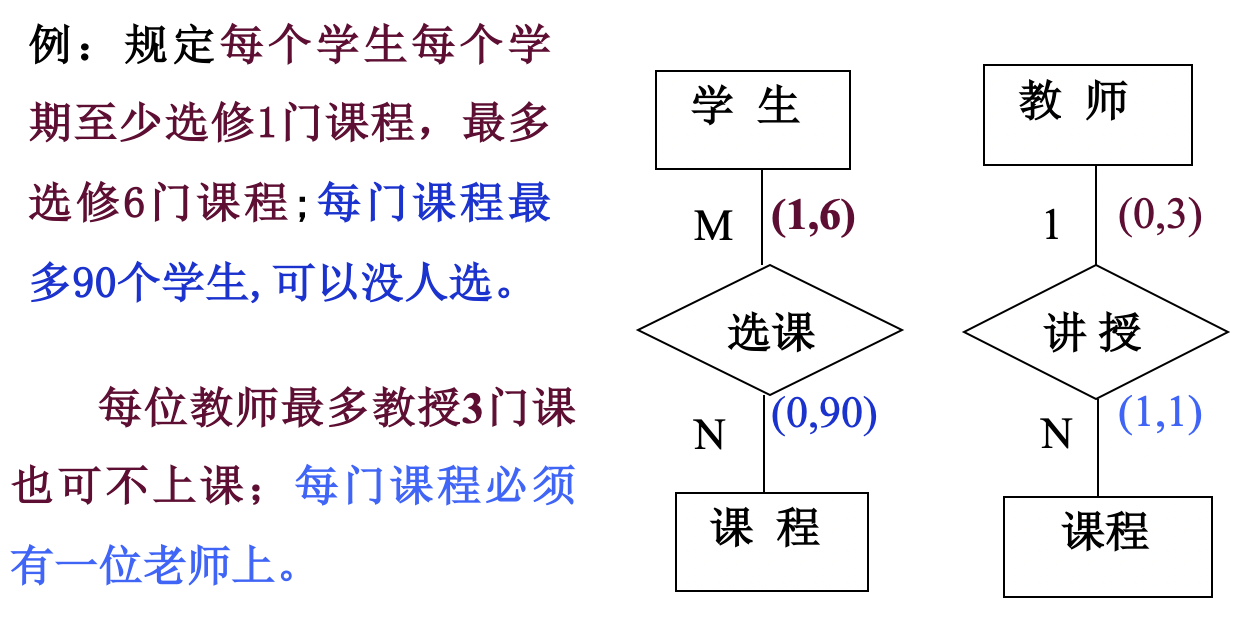 例：规定每个学生每个学
期至少选修1门课程，最多
选修6门课程;每门课程最
多90个学生,可以没人选。
每位教师最多教授3门课
也可不上课；每门课程必须
有一位老师上。
学 生
M
(1,6)
选课
N
(0,90)
课 程
教 师
1
(0,3)
讲 授
N
(1,1)
课程